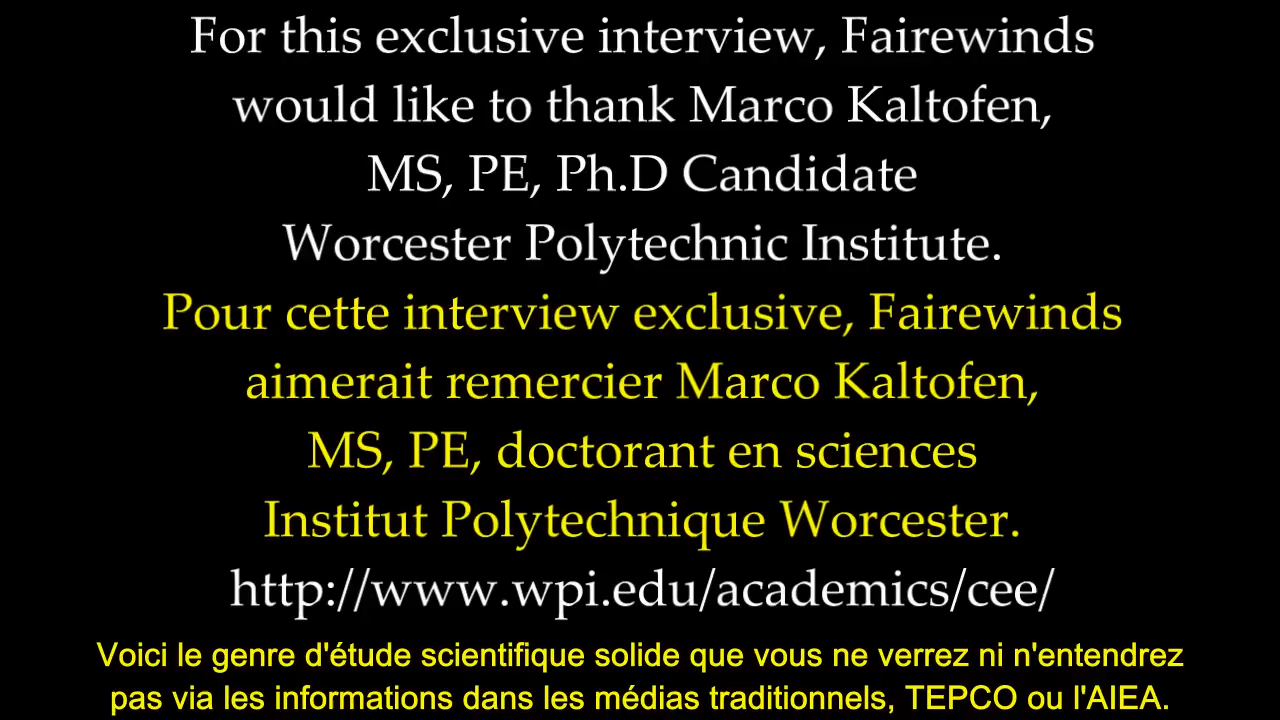 For this exclusive interview, Fairewinds
would like to thank Marco Kaltofen,
MS, PE, Ph.D Candidate
Worcester Polytechnic Institute.
Pour cette interview exclusive, Fairewinds
aimerait remercier Marco Kaltofen,
MS, PE, doctorant en sciences
Institut Polytechnique Worcester.
http://www.wpi.edu/academics/cee/
Voici le genre d'étude scientifique solide que vous ne verrez ni n'entendrez
pas via les informations dans les médias traditionnels, TEPCO ou l'AIEA.